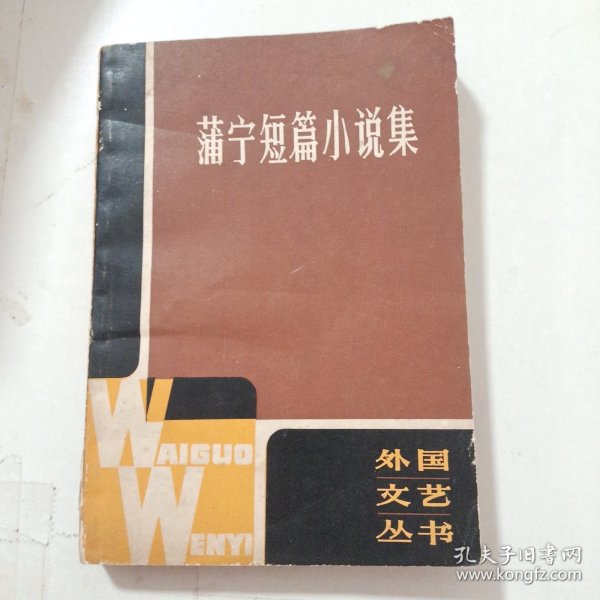 蒲宁短篇小说集
WAIGUO
WENYI
外国
文艺
丛书
孔夫子旧书网
www.kongfz.com